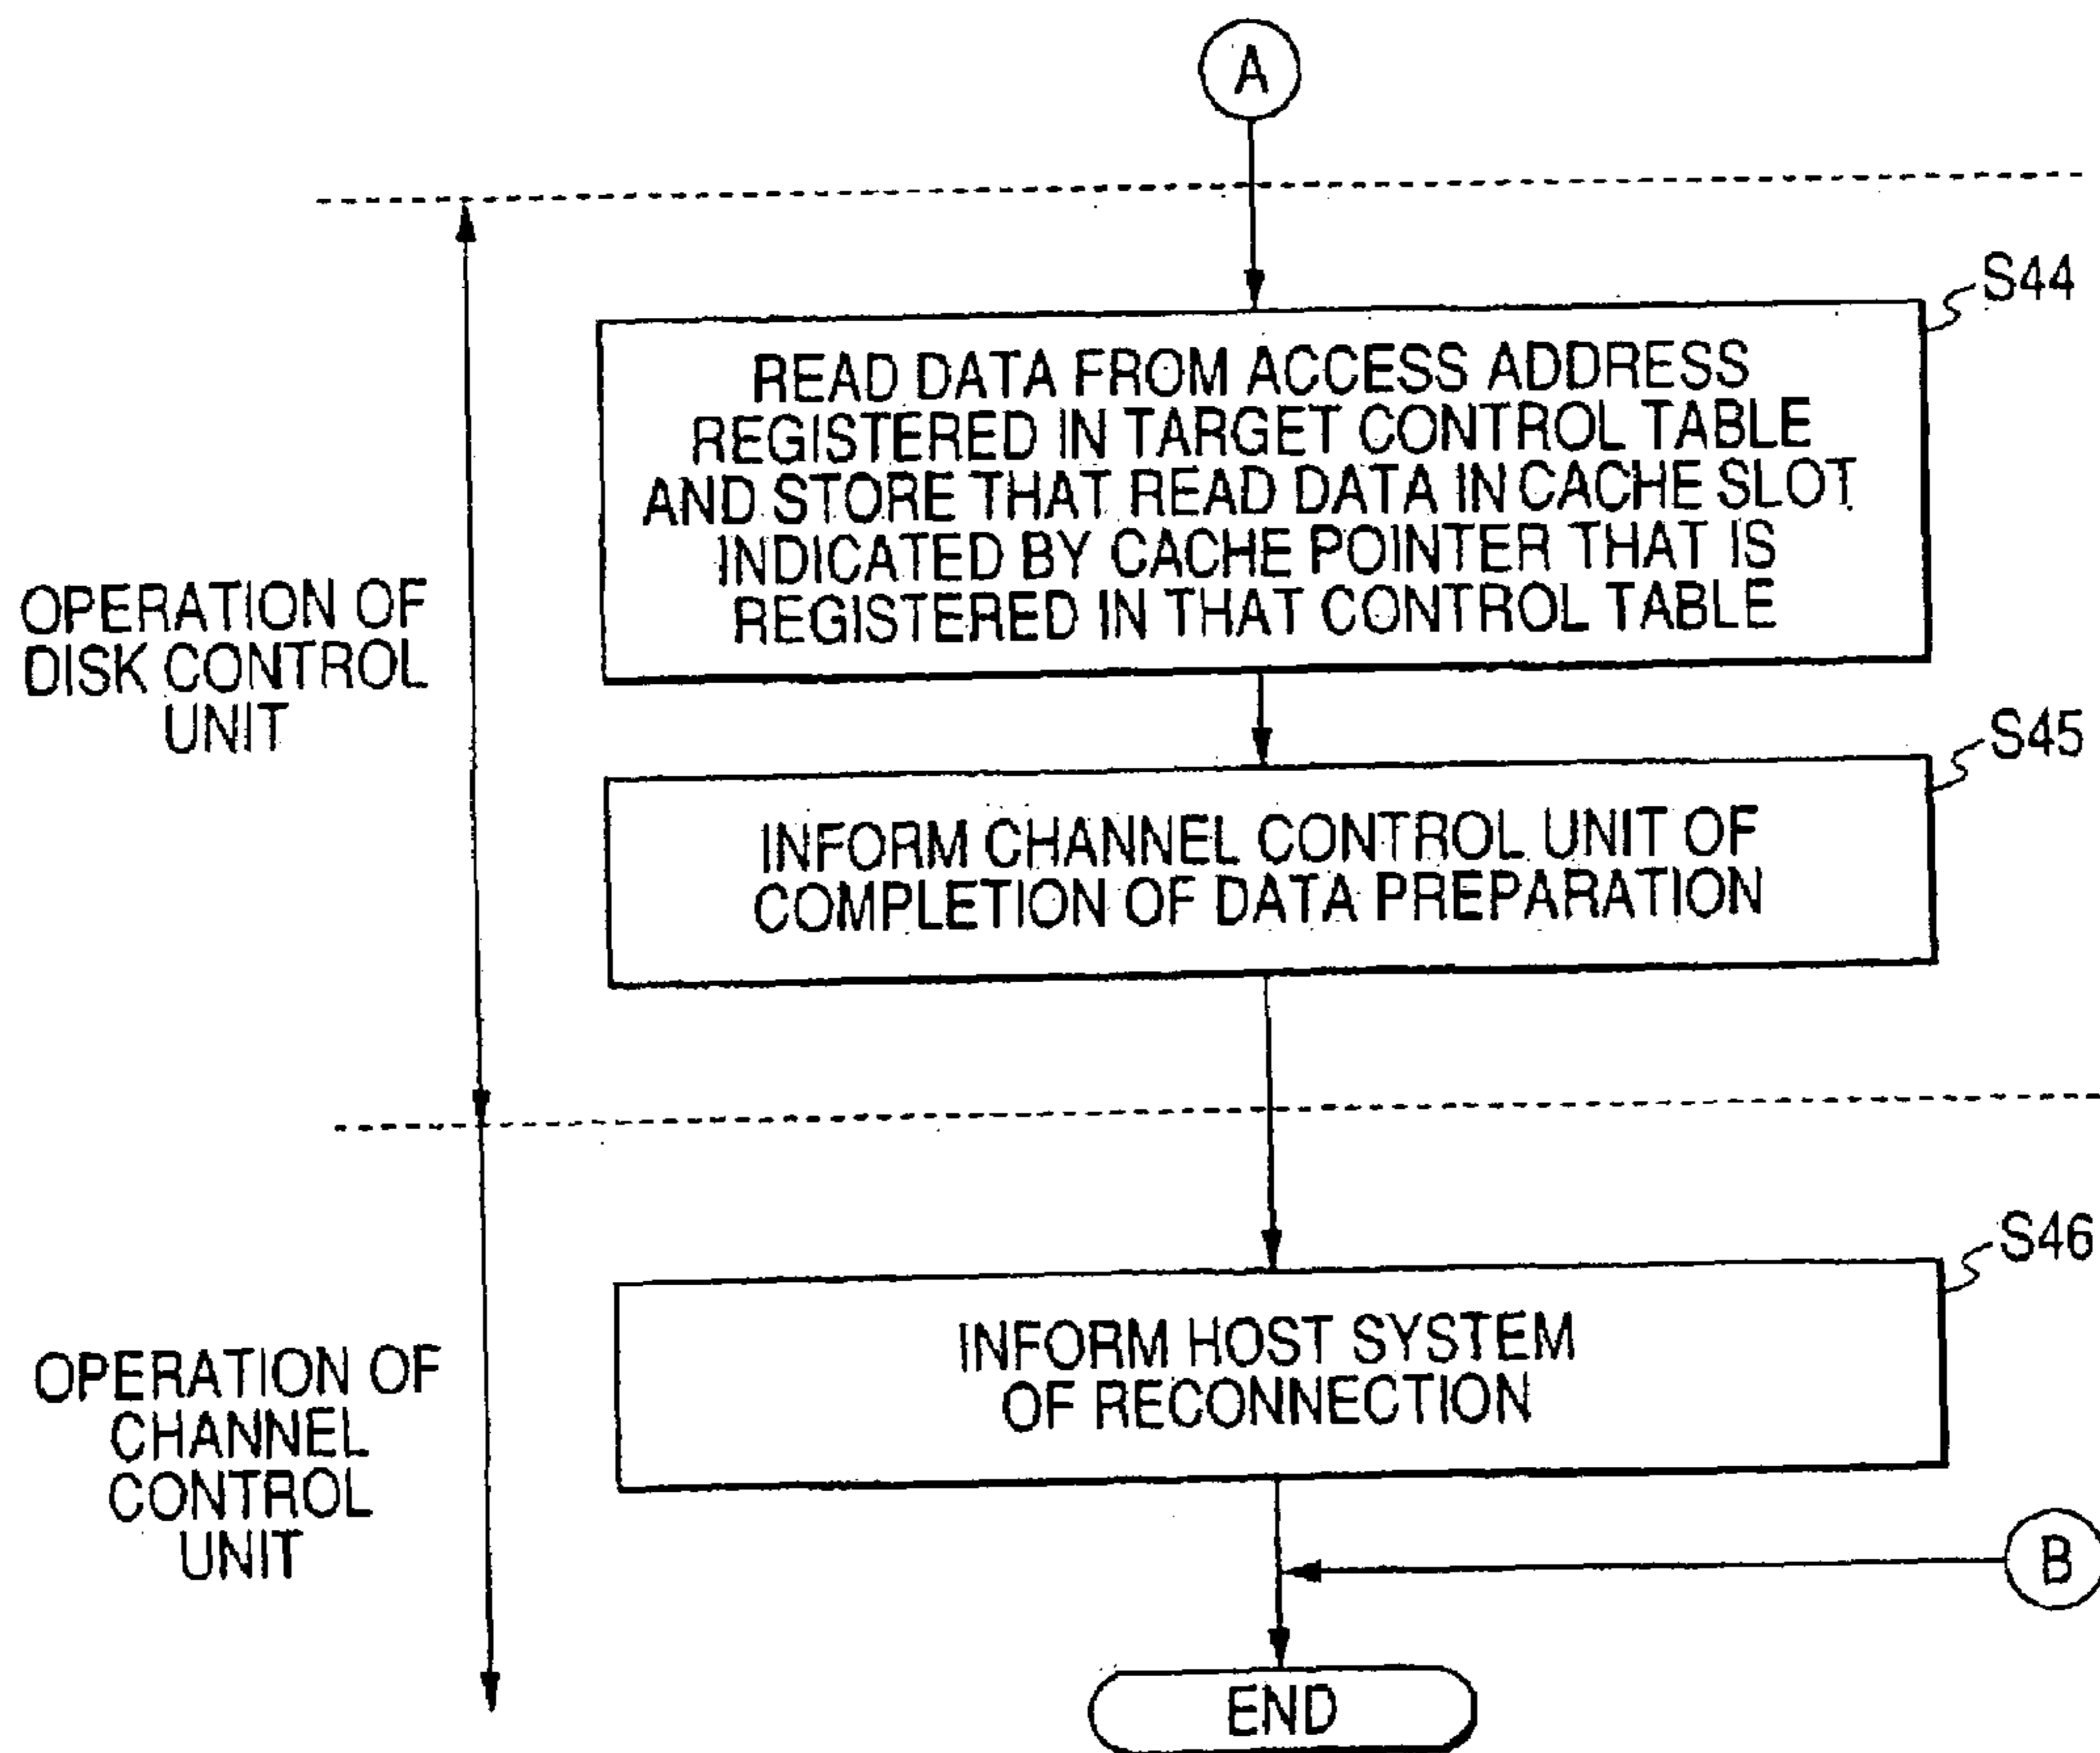 A
S44
READ DATA FROM ACCESS ADDRESS
REGISTERED IN TARGET CONTROL TABLE
AND STORE THAT READ DATA IN CACHE SLOT
INDICATED BY CACHE POINTER THAT IS
REGISTERED IN THAT CONTROL TABLE
OPERATION OF
DISK CONTROL
UNIT
S45
INFORM CHANNEL CONTROL UNIT OF
COMPLETION OF DATA PREPARATION
S46
INFORM HOST SYSTEM
OF RECONNECTION
OPERATION OF
CHANNEL
CONTROL
UNIT
B
END